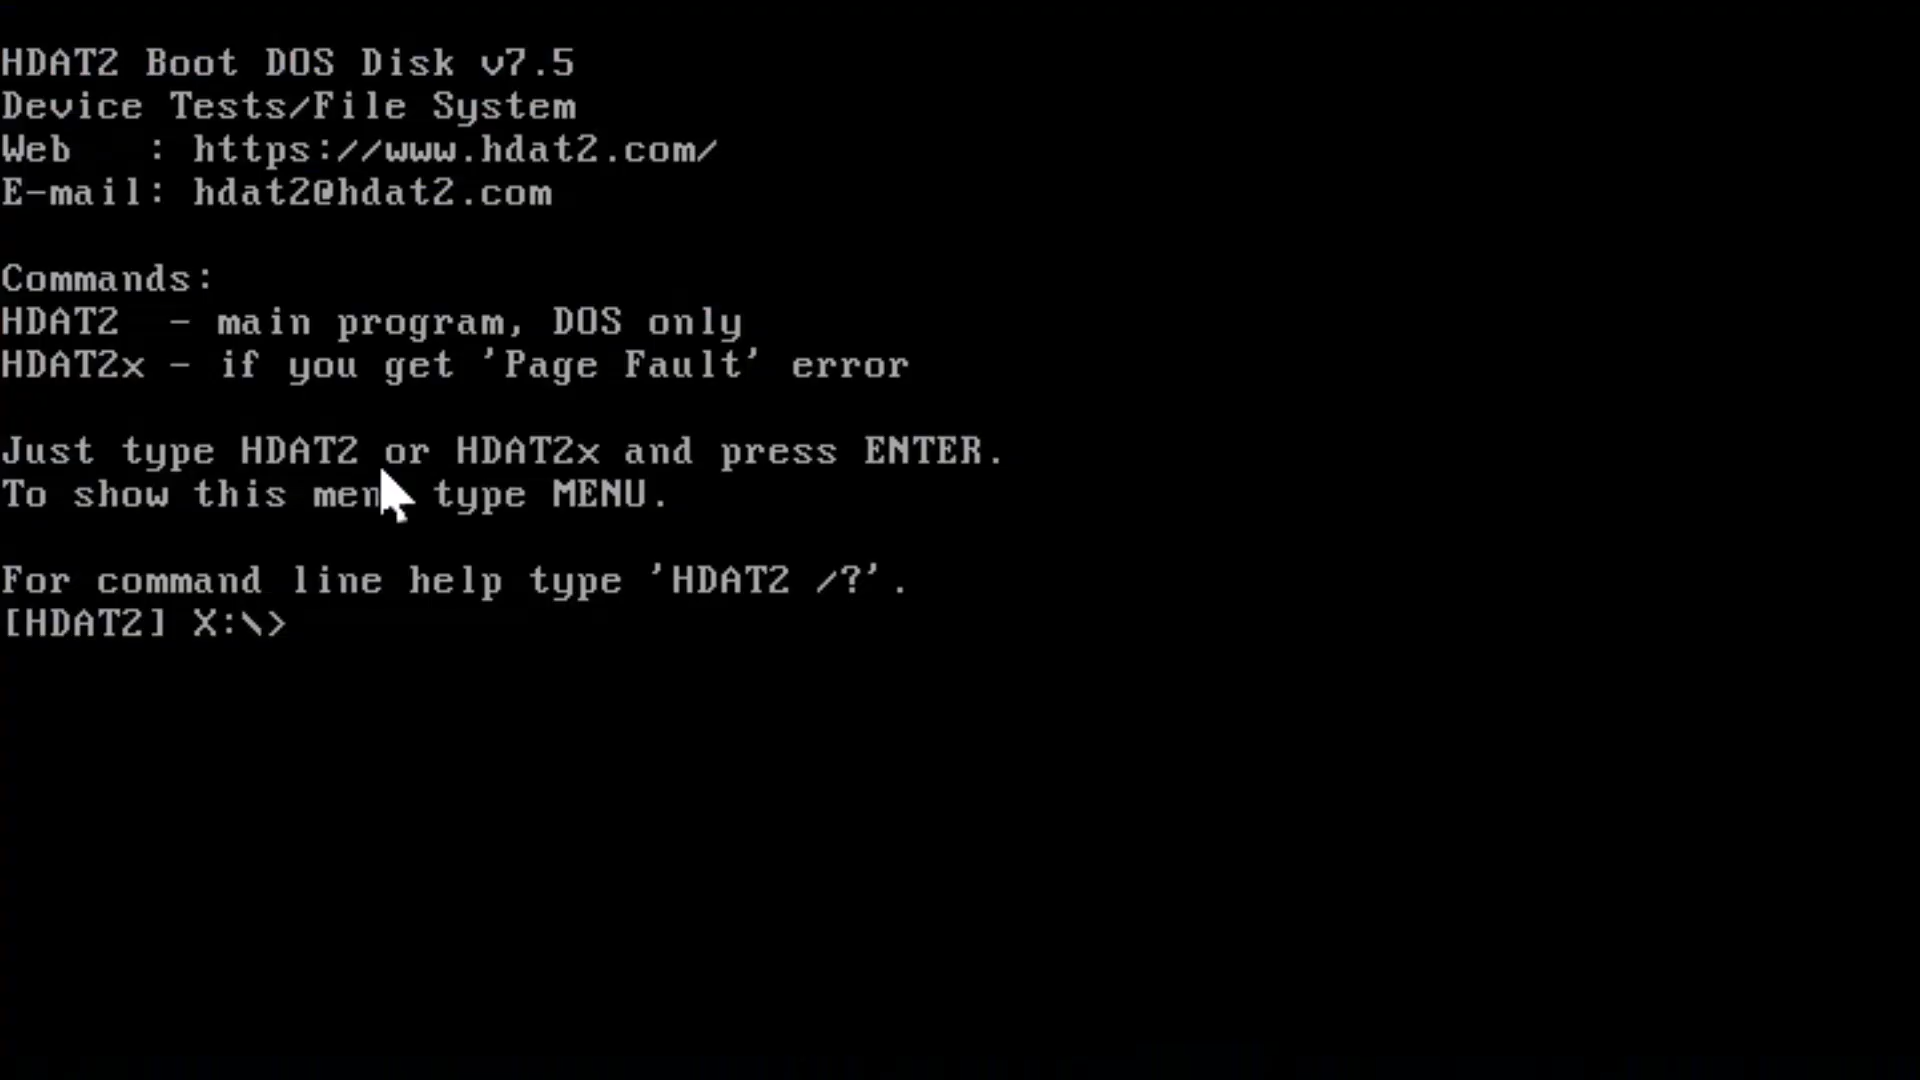 HDAT2 Boot DOS Disk v7.5
Device Tests/File System
Web   : https://www.hdat2.com/
E-mail: hdat2@hdat2.com
Commands:
HDAT2  - main program, DOS only
HDAT2x - if you get 'Page Fault' error
Just type HDAT2 or HDAT2x and press ENTER.
To show this menu type MENU.
For command line help type 'HDAT2 /?'.
[HDAT2] X:\>